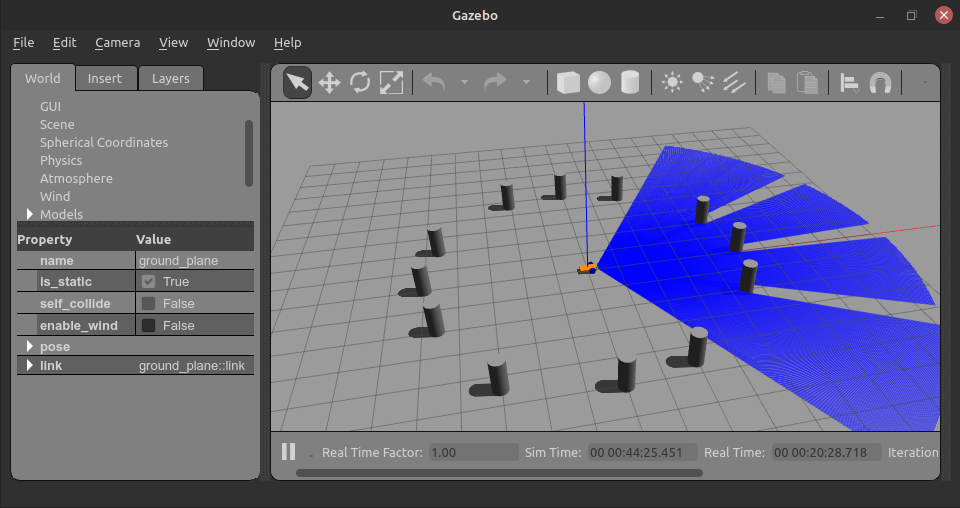 Gazebo
File Edit Camera View Window Help
World Insert Layers
GUI
Scene
Spherical Coordinates
Physics
Atmosphere
Wind
Models
Property Value
name ground_plane
is_static True
self_collide False
enable_wind False
pose
link ground_plane::link
Real Time Factor: 1.00 Sim Time: 00 00:44:25.451 Real Time: 00 00:20:28.718 Iteration